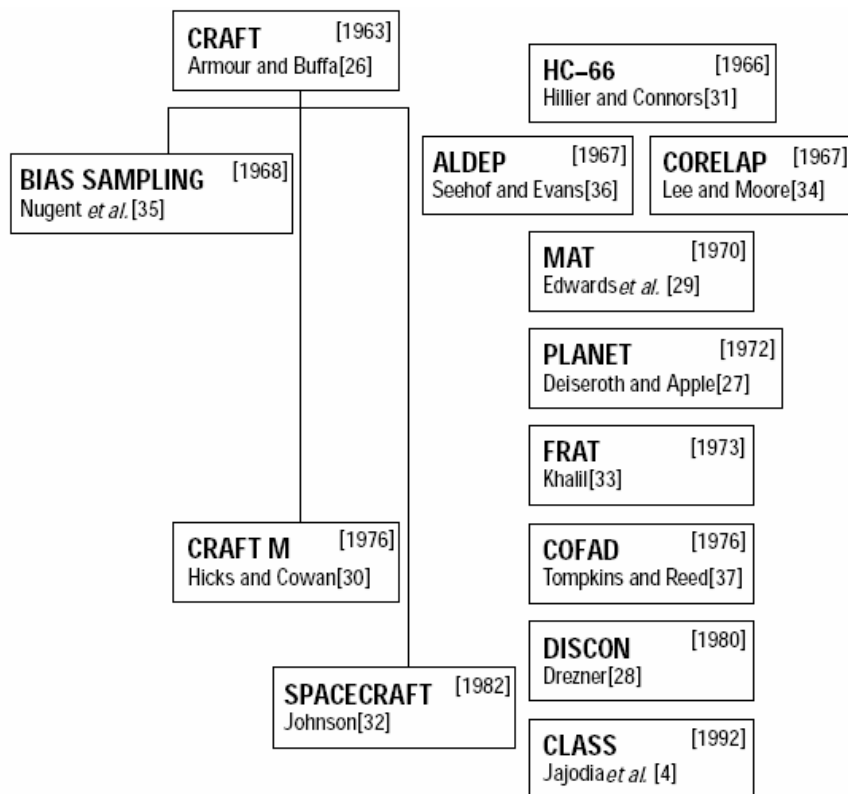 CRAFT [1963]
Armour and Buffa[26]
HC–66 [1966]
Hillier and Connors[31]
BIAS SAMPLING [1968]
Nugent et al. [35]
ALDEP [1967]
Seehof and Evans[36]
CORELAP [1967]
Lee and Moore[34]
MAT [1970]
Edwards et al. [29]
PLANET [1972]
Deiseroth and Apple[27]
FRAT [1973]
Khalil[33]
CRAFT M [1976]
Hicks and Cowan[30]
COFAD [1976]
Tompkins and Reed[37]
DISCON [1980]
Drezner[28]
SPACECRAFT [1982]
Johnson[32]
CLASS [1992]
Jajodia et al. [4]